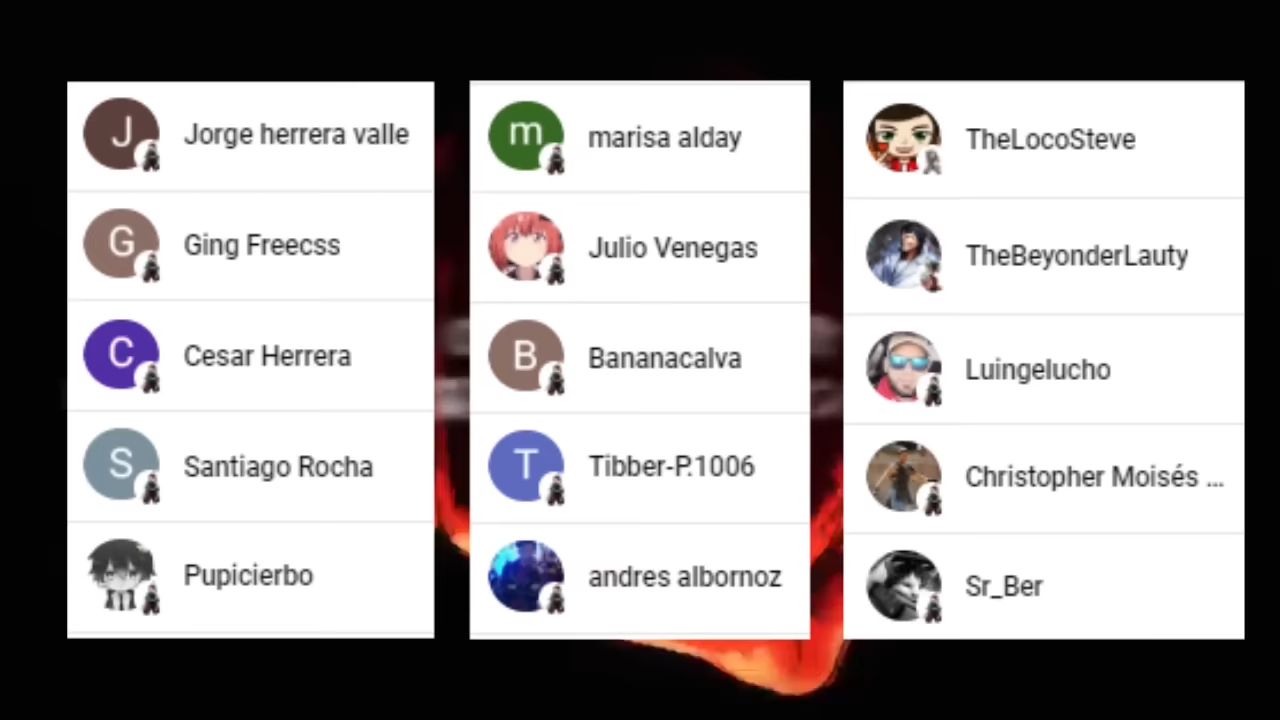 J Jorge herrera valle
G Ging Freecss
C Cesar Herrera
S Santiago Rocha
Pupicierbo
m marisa alday
Julio Venegas
B Bananacalva
T Tibber-P.1006
andres albornoz
TheLocoSteve
TheBeyonderLauty
Luingelucho
Christopher Moisés ...
Sr_Ber